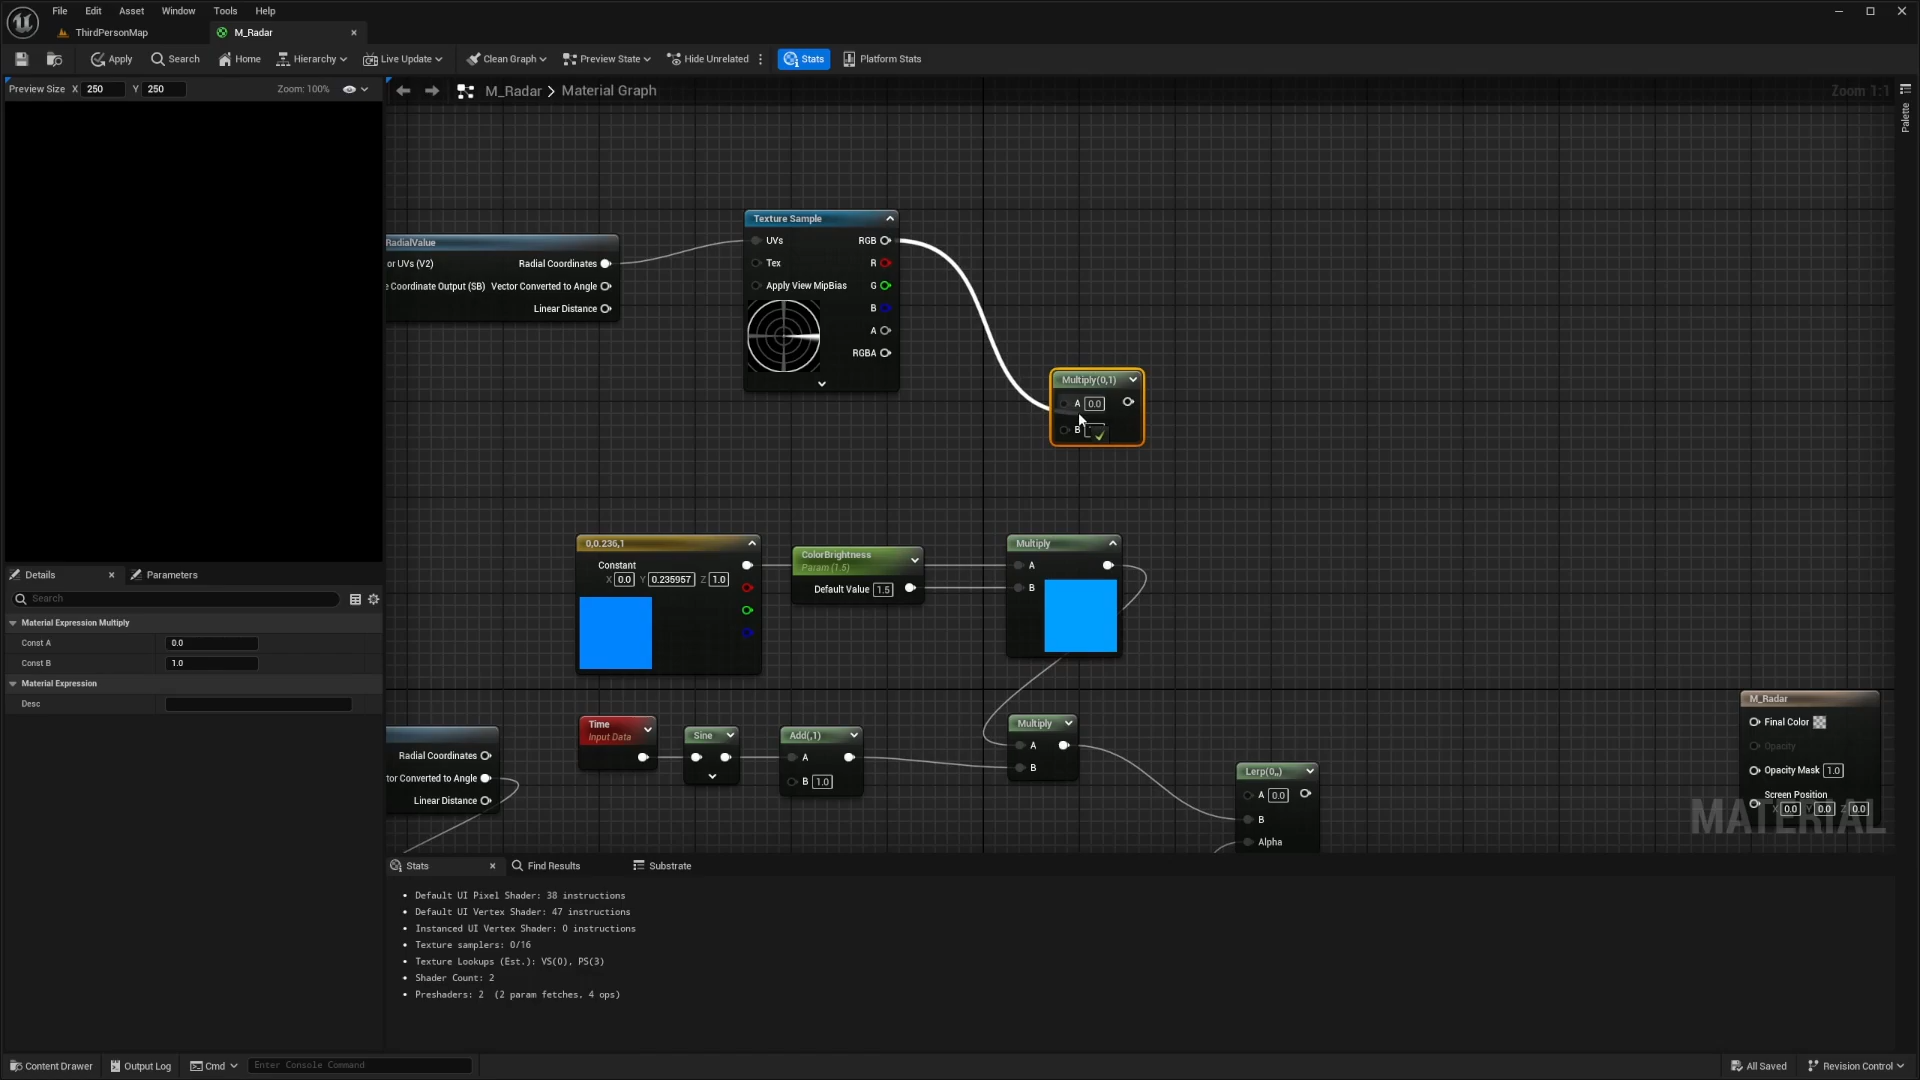 File Edit Asset Window Tools Help
ThirdPersonMap
M_Radar
Apply Search Home Hierarchy Live Update Clean Graph Preview State Hide Unrelated Stats Platform Stats
Preview Size X 250 Y 250 Zoom: 100%
M_Radar > Material Graph
Zoom 1:1
Palette
RadialValue
or UVs (V2) Radial Coordinates
e Coordinate Output (SB) Vector Converted to Angle
Linear Distance
Texture Sample
UVs RGB
Tex R
Apply View MipBias G
B
A
RGBA
Multiply(0,1)
A 0.0
B
0,0.236,1
Constant
X 0.0 Y 0.235957 Z 1.0
ColorBrightness
Param (1.5)
Default Value 1.5
Multiply
A
B
Radial Coordinates
tor Converted to Angle
Linear Distance
Time
Input Data
Sine
Add(,1)
A
B 1.0
Multiply
A
B
Lerp(0,,)
A 0.0
B
Alpha
M_Radar
Final Color
Opacity
Opacity Mask 1.0
Screen Position
X 0.0 Y 0.0 Z 0.0
MATERIAL
Details
Parameters
Search
Material Expression Multiply
Const A 0.0
Const B 1.0
Material Expression
Desc
Stats
Find Results
Substrate
• Default UI Pixel Shader: 38 instructions
• Default UI Vertex Shader: 47 instructions
• Instanced UI Vertex Shader: 0 instructions
• Texture samplers: 0/16
• Texture Lookups (Est.): VS(0), PS(3)
• Shader Count: 2
• Preshaders: 2 (2 param fetches, 4 ops)
Content Drawer Output Log Cmd Enter Console Command
All Saved Revision Control